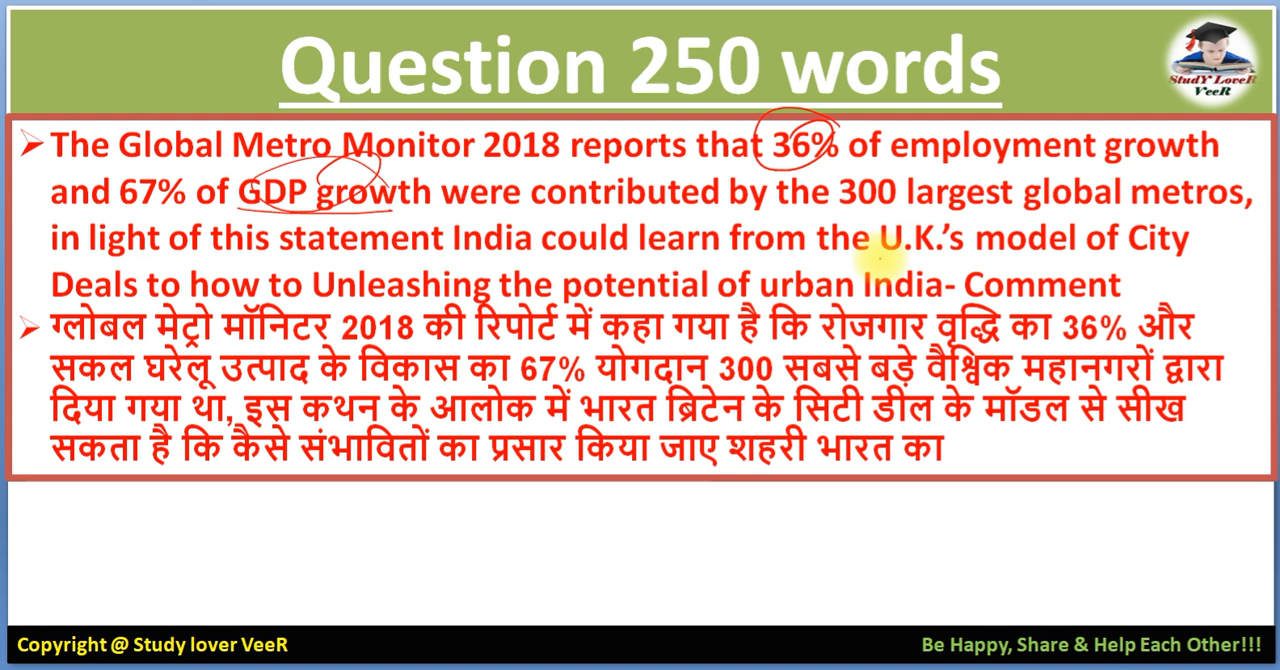 Question 250 words
StudY LoveR
VeeR
The Global Metro Monitor 2018 reports that 36% of employment growth
and 67% of GDP growth were contributed by the 300 largest global metros,
in light of this statement India could learn from the U.K.’s model of City
Deals to how to Unleashing the potential of urban India- Comment
ग्लोबल मेट्रो मॉनिटर 2018 की रिपोर्ट में कहा गया है कि रोजगार वृद्धि का 36% और
सकल घरेलू उत्पाद के विकास का 67% योगदान 300 सबसे बड़े वैश्विक महानगरों द्वारा
दिया गया था, इस कथन के आलोक में भारत ब्रिटेन के सिटी डील के मॉडल से सीख
सकता है कि कैसे संभावितों का प्रसार किया जाए शहरी भारत का
Copyright @ Study lover VeeR
Be Happy, Share & Help Each Other!!!